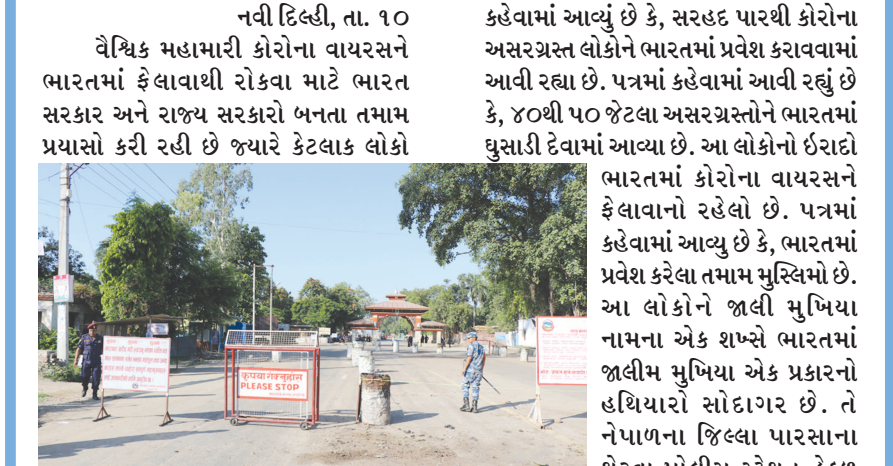 નવી દિલ્હી, તા. ૧૦
વૈશ્વિક મહામારી કોરોના વાયરસને
ભારતમાં ફેલાવાથી રોકવા માટે ભારત
સરકાર અને રાજ્ય સરકારો બનતા તમામ
પ્રયાસો કરી રહી છે જ્યારે કેટલાક લોકો
કહેવામાં આવ્યું છે કે, સરહદ પારથી કોરોના
અસરગ્રસ્ત લોકોને ભારતમાં પ્રવેશ કરાવવામાં
આવી રહ્યા છે. પત્રમાં કહેવામાં આવી રહ્યું છે
કે, ૪૦થી ૫૦ જેટલા અસરગ્રસ્તોને ભારતમાં
ઘુસાડી દેવામાં આવ્યા છે. આ લોકોનો ઇરાદો
ભારતમાં કોરોના વાયરસને
ફેલાવાનો રહેલો છે. પત્રમાં
કહેવામાં આવ્યુ છે કે, ભારતમાં
પ્રવેશ કરેલા તમામ મુસ્લિમો છે.
આ લોકોને જાલી મુખિયા
નામના એક શખ્સે ભારતમાં
જાલીમ મુખિયા એક પ્રકારનો
હથિયારો સોદાગર છે. તે
નેપાળના જિલ્લા પારસાના
कृपया रोक्नुहोस्
PLEASE STOP